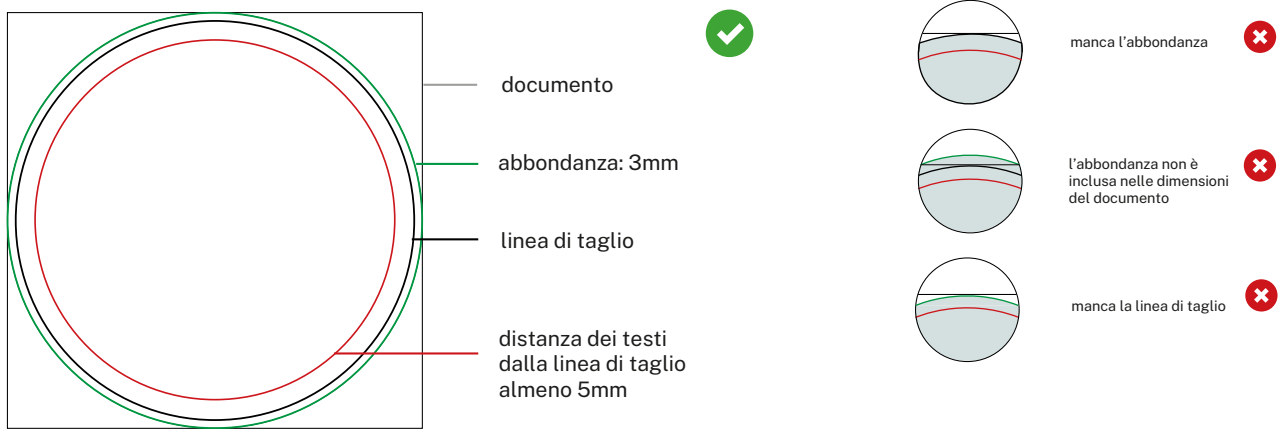 documento
abbondanza: 3mm
linea di taglio
distanza dei testi
dalla linea di taglio
almeno 5mm
manca l'abbondanza
l'abbondanza non è
inclusa nelle dimensioni
del documento
manca la linea di taglio